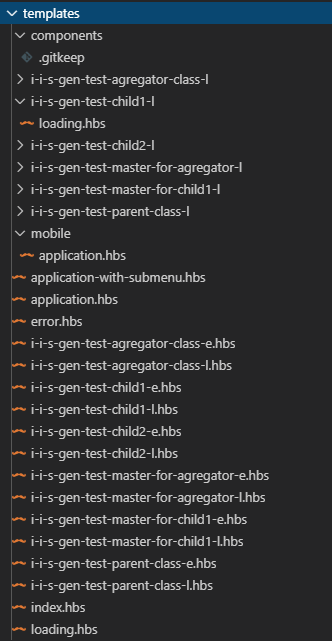 templates
components
.gitkeep
i-i-s-gen-test-agregator-class-l
i-i-s-gen-test-child1-l
loading.hbs
i-i-s-gen-test-child2-l
i-i-s-gen-test-master-for-agregator-l
i-i-s-gen-test-master-for-child1-l
i-i-s-gen-test-parent-class-l
mobile
application.hbs
application-with-submenu.hbs
application.hbs
error.hbs
i-i-s-gen-test-agregator-class-e.hbs
i-i-s-gen-test-agregator-class-l.hbs
i-i-s-gen-test-child1-e.hbs
i-i-s-gen-test-child1-l.hbs
i-i-s-gen-test-child2-e.hbs
i-i-s-gen-test-child2-l.hbs
i-i-s-gen-test-master-for-agregator-e.hbs
i-i-s-gen-test-master-for-agregator-l.hbs
i-i-s-gen-test-master-for-child1-e.hbs
i-i-s-gen-test-master-for-child1-l.hbs
i-i-s-gen-test-parent-class-e.hbs
i-i-s-gen-test-parent-class-l.hbs
index.hbs
loading.hbs